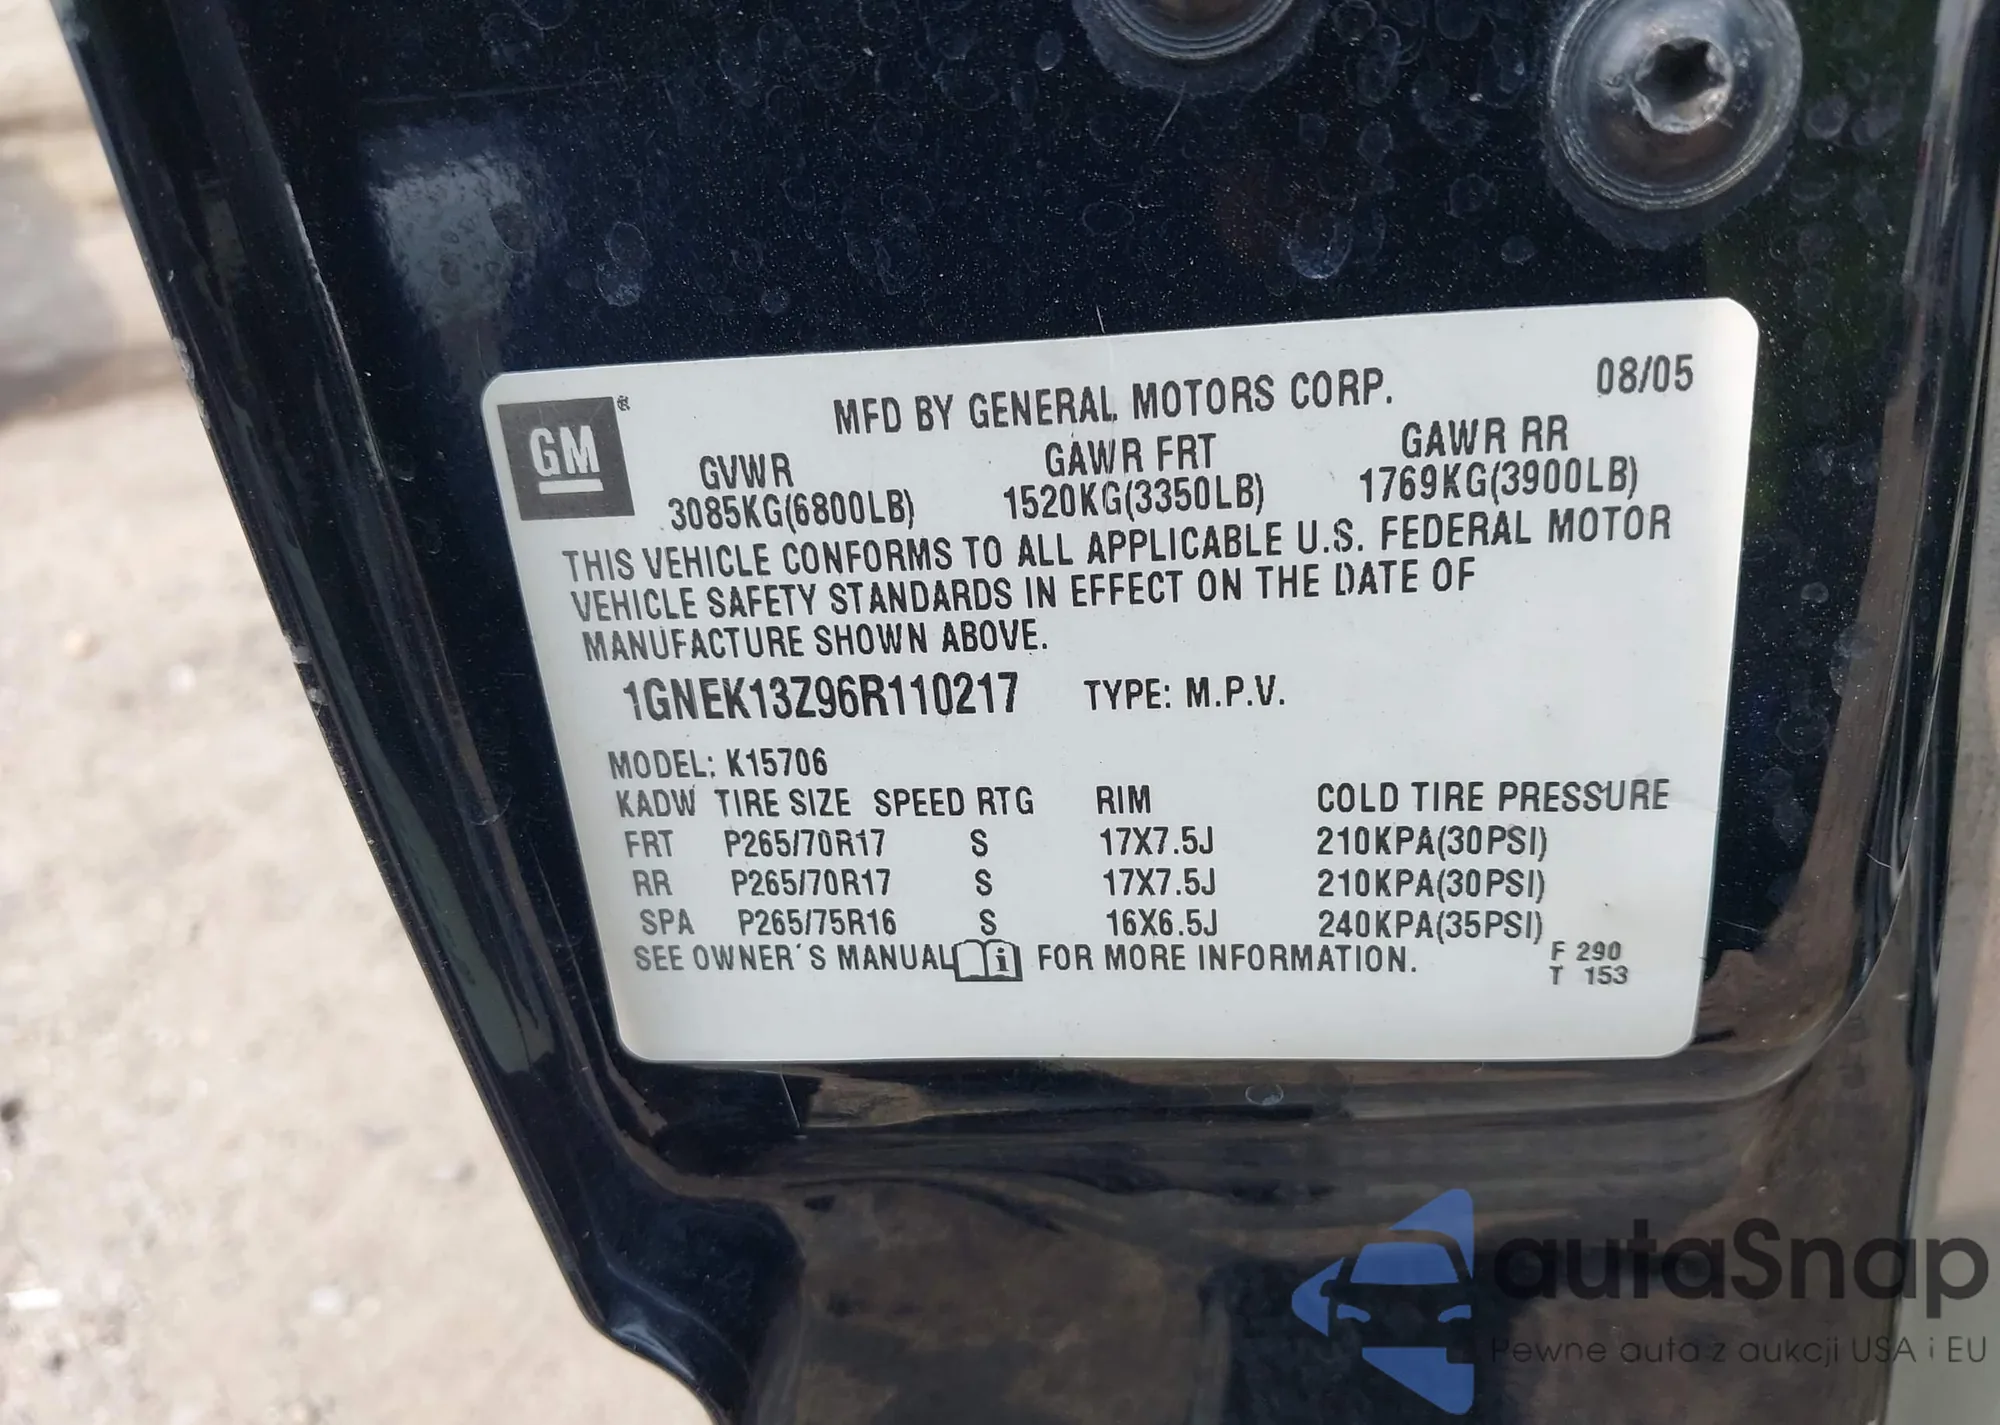 MFD BY GENERAL MOTORS CORP. 08/05
GM ®
GVWR GAWR FRT GAWR RR
3085KG(6800LB) 1520KG(3350LB) 1769KG(3900LB)
THIS VEHICLE CONFORMS TO ALL APPLICABLE U.S. FEDERAL MOTOR
VEHICLE SAFETY STANDARDS IN EFFECT ON THE DATE OF
MANUFACTURE SHOWN ABOVE.
1GNEK13Z96R110217 TYPE: M.P.V.
MODEL: K15706
KADW TIRE SIZE SPEED RTG RIM COLD TIRE PRESSURE
FRT P265/70R17 S 17X7.5J 210KPA(30PSI)
RR P265/70R17 S 17X7.5J 210KPA(30PSI)
SPA P265/75R16 S 16X6.5J 240KPA(35PSI)
SEE OWNER'S MANUAL i FOR MORE INFORMATION.
F 290
T 153
autaSnap
Pewne auta z aukcji USA i EU